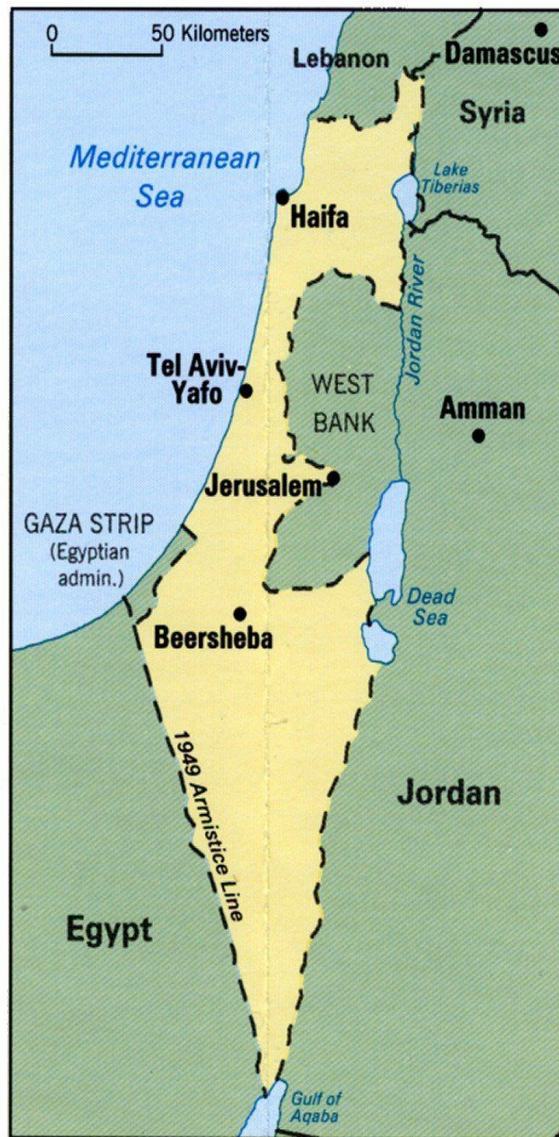 0 50 Kilometers
Lebanon
Damascus
Syria
Mediterranean
Sea
Lake
Tiberias
Haifa
Jordan River
Tel Aviv-
Yafo
WEST
BANK
Amman
Jerusalem
GAZA STRIP
(Egyptian
admin.)
Dead
Sea
Beersheba
1949 Armistice Line
Jordan
Egypt
Gulf of
Aqaba